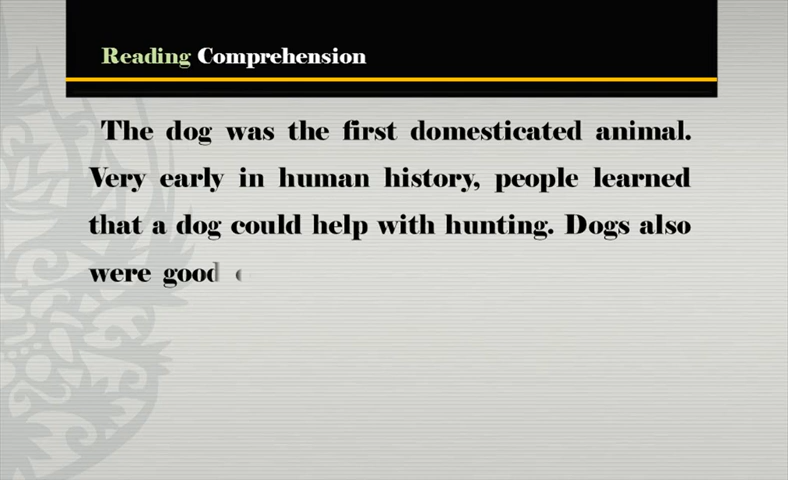 Reading Comprehension
The dog was the first domesticated animal.
Very early in human history, people learned
that a dog could help with hunting. Dogs also
were good